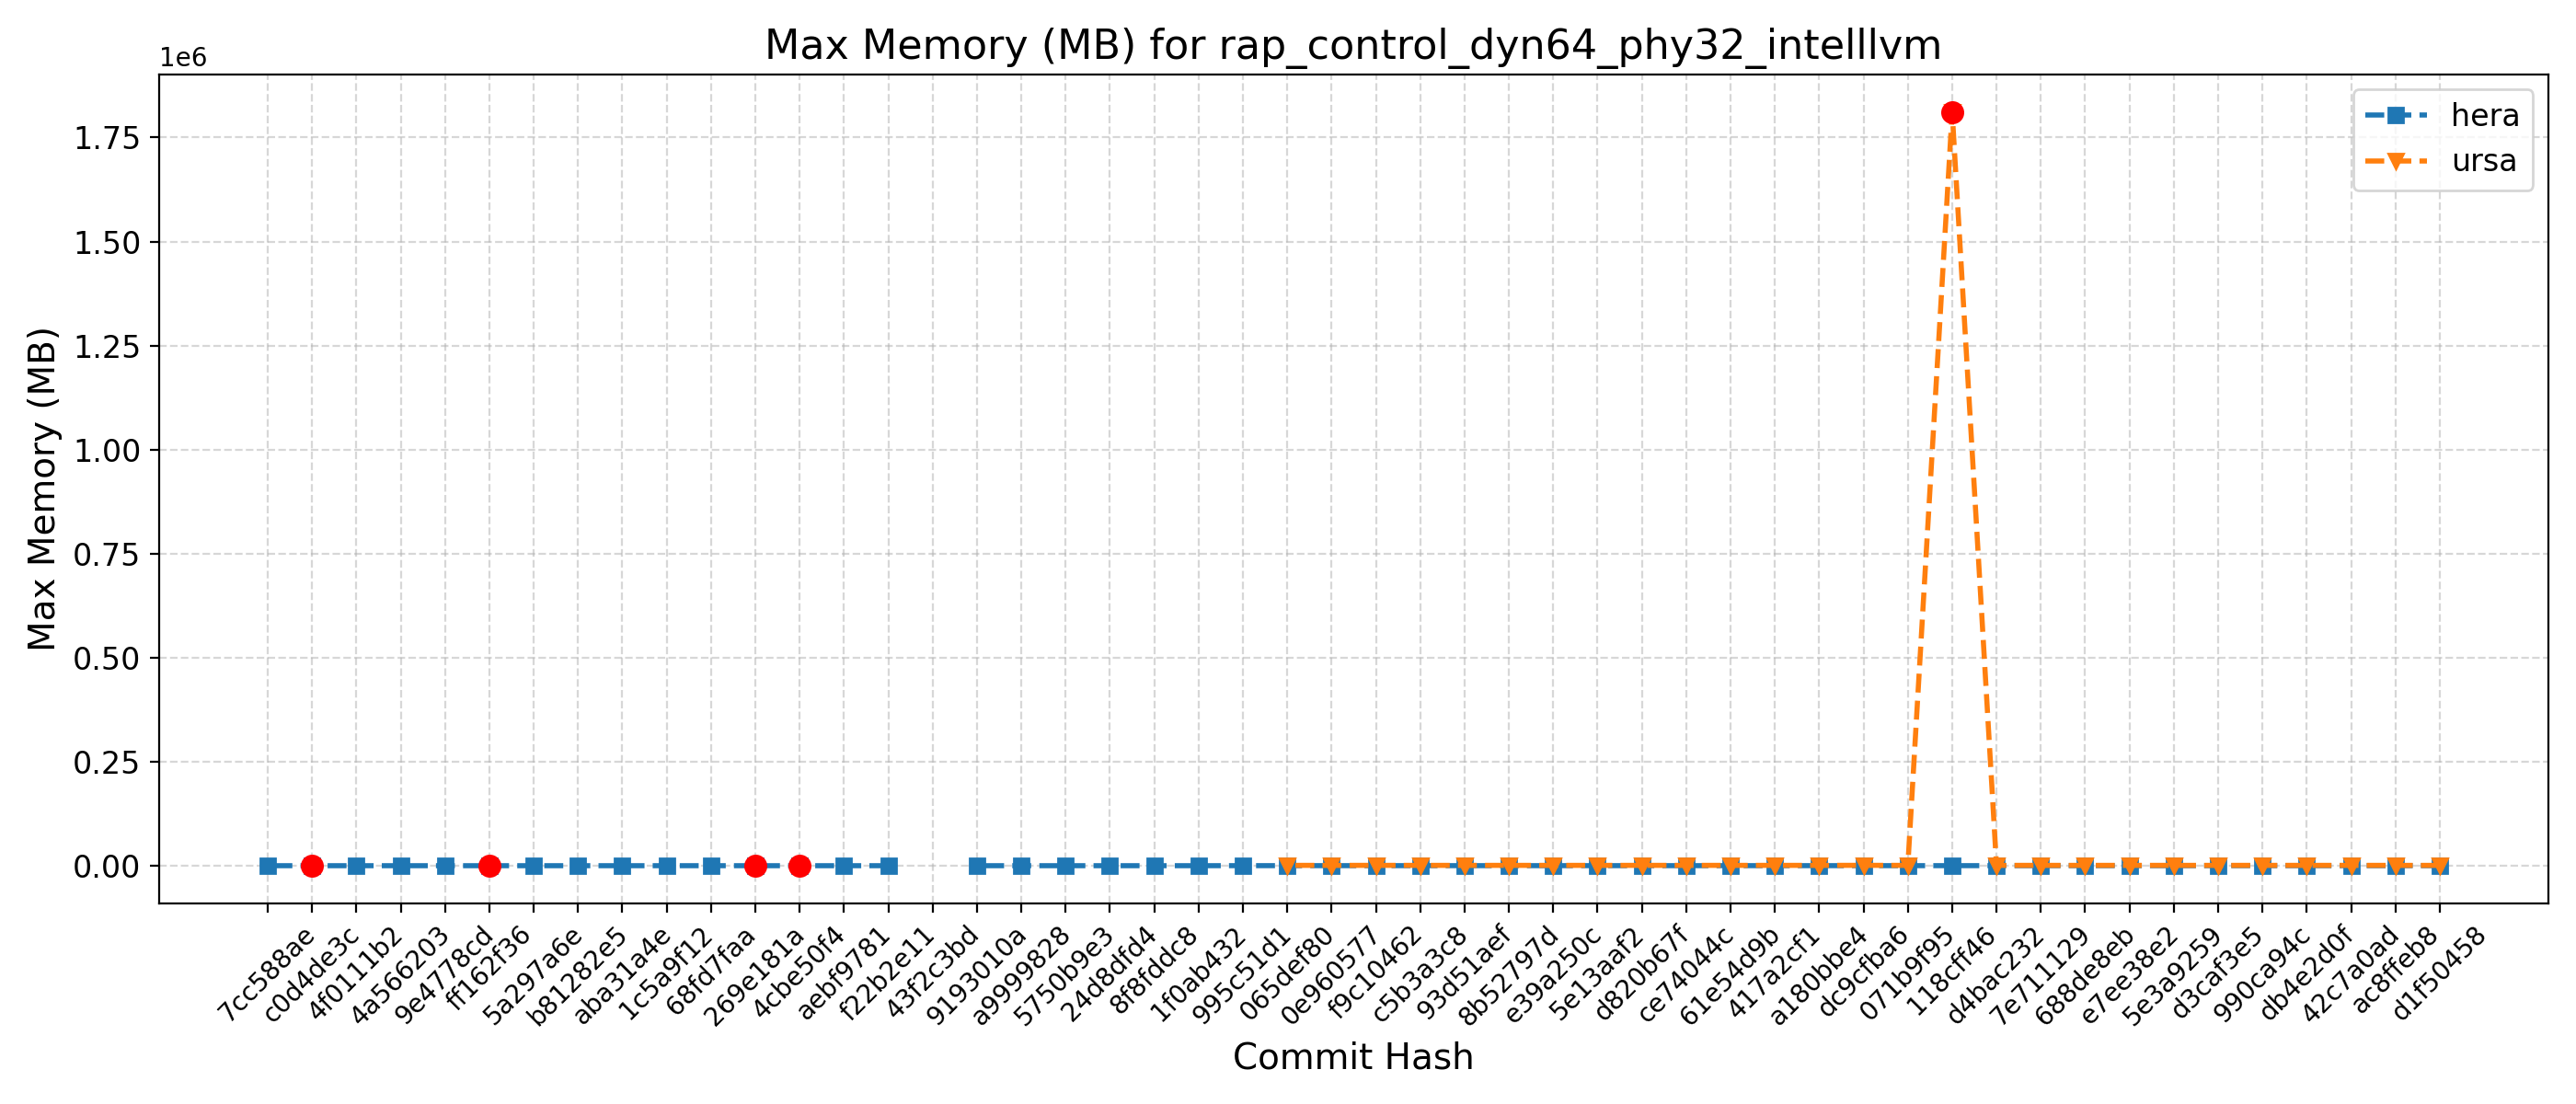 Max Memory (MB) for rap_control_dyn64_phy32_intelllvm
1e6
hera
ursa
Max Memory (MB)
1.75
1.50
1.25
1.00
0.75
0.50
0.25
0.00
7cc588ae
c0d4de3c
4f0111b2
4a566203
9e4778cd
ff162f36
5a297a6e
b81282e5
aba31a4e
1c5a9f12
68fd7faa
269e181a
4cbe50f4
aebf9781
f22b2e11
43f2c3bd
9193010a
a9999828
5750b9e3
24d8dfd4
8f8fddc8
1f0ab432
995c51d1
065def80
0e960577
f9c10462
c5b3a3c8
93d51aef
8b52797d
e39a250c
5e13aaf2
d820b67f
ce74044c
61e54d9b
417a2cf1
a180bbe4
dc9cfba6
071b9f95
118cff46
d4bac232
7e711129
688de8eb
e7ee38e2
5e3a9259
d3caf3e5
990ca94c
db4e2d0f
42c7a0ad
ac8ffeb8
d1f50458
Commit Hash